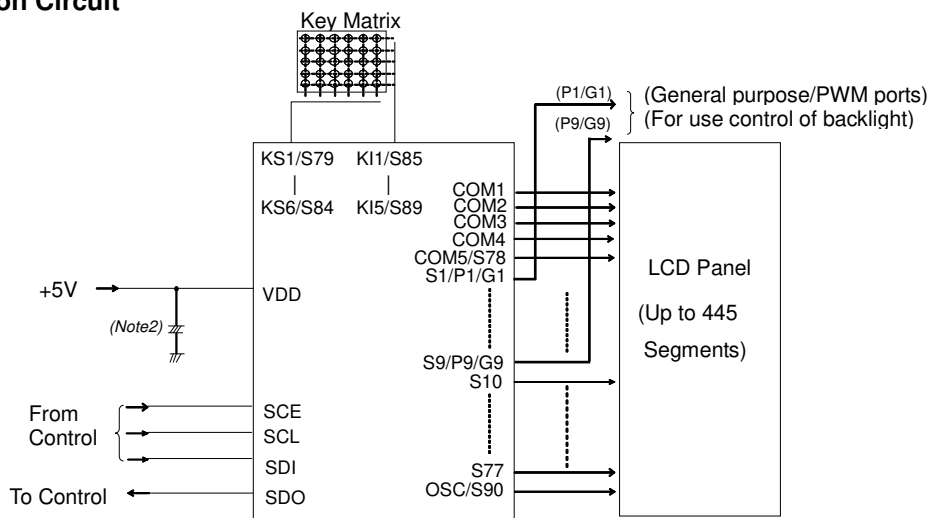 on Circuit
Key Matrix
(P1/G1)
(General purpose/PWM ports)
(P9/G9)
(For use control of backlight)
KS1/S79 KI1/S85
KS6/S84 KI5/S89
COM1
COM2
COM3
COM4
COM5/S78
S1/P1/G1
+5V
VDD
(Note2)
LCD Panel
(Up to 445
Segments)
S9/P9/G9
S10
From
Control
SCE
SCL
SDI
S77
OSC/S90
To Control
SDO